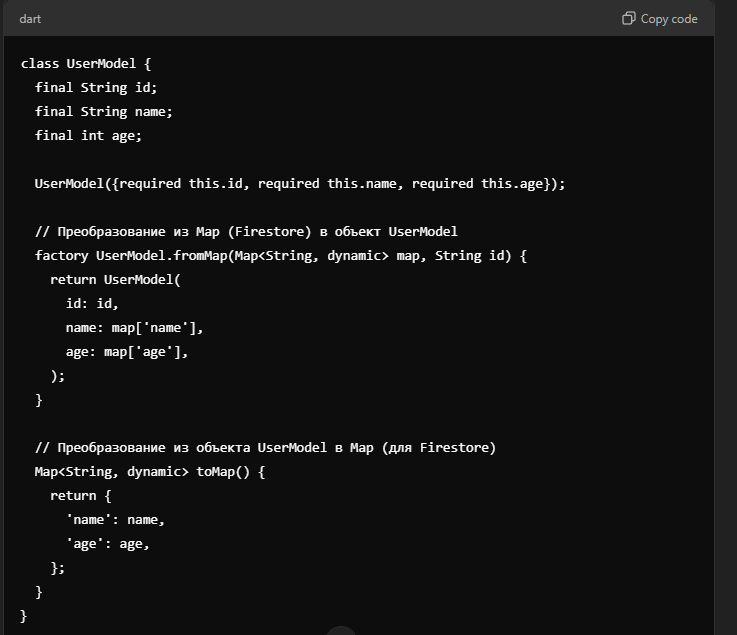 dart
Copy code
class UserModel {
  final String id;
  final String name;
  final int age;

  UserModel({required this.id, required this.name, required this.age});

  // Преобразование из Map (Firestore) в объект UserModel
  factory UserModel.fromMap(Map<String, dynamic> map, String id) {
    return UserModel(
      id: id,
      name: map['name'],
      age: map['age'],
    );
  }

  // Преобразование из объекта UserModel в Map (для Firestore)
  Map<String, dynamic> toMap() {
    return {
      'name': name,
      'age': age,
    };
  }
}